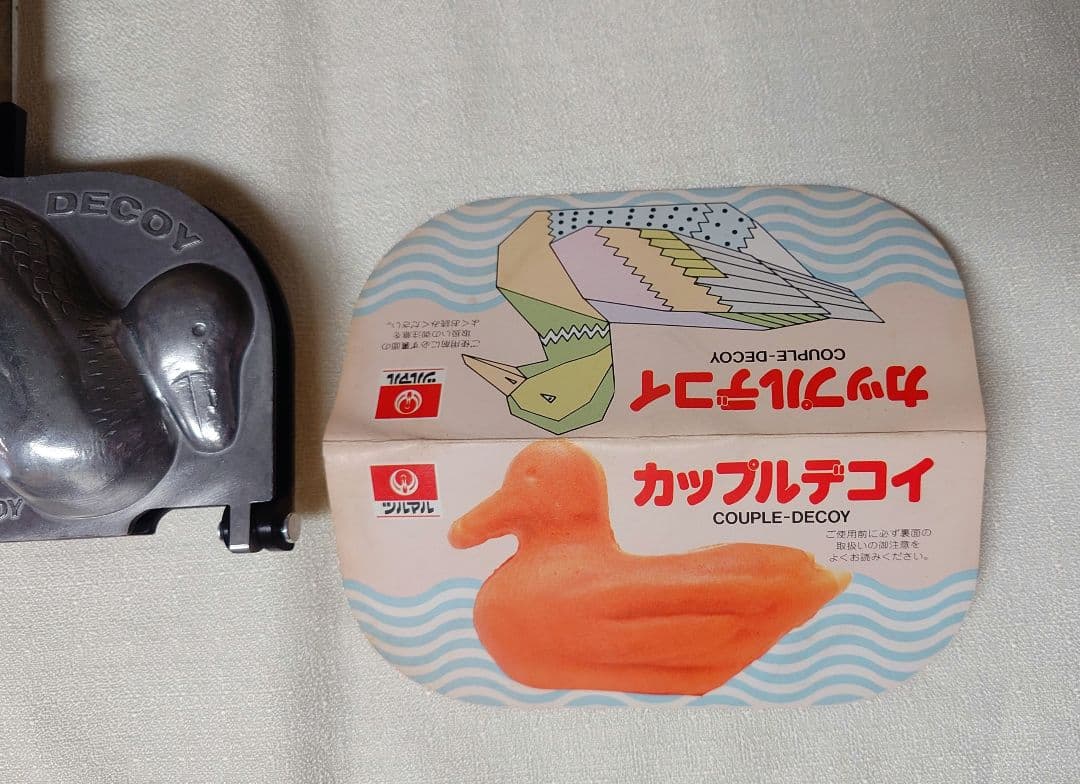 DECOY
OY
ご使用前に必ず裏面の
取扱いの御注意を
よくお読みください。
ツルマル
COUPLE-DECOY
カップルデコイ
ツルマル
カップルデコイ
COUPLE-DECOY
ご使用前に必ず裏面の
取扱いの御注意を
よくお読みください。